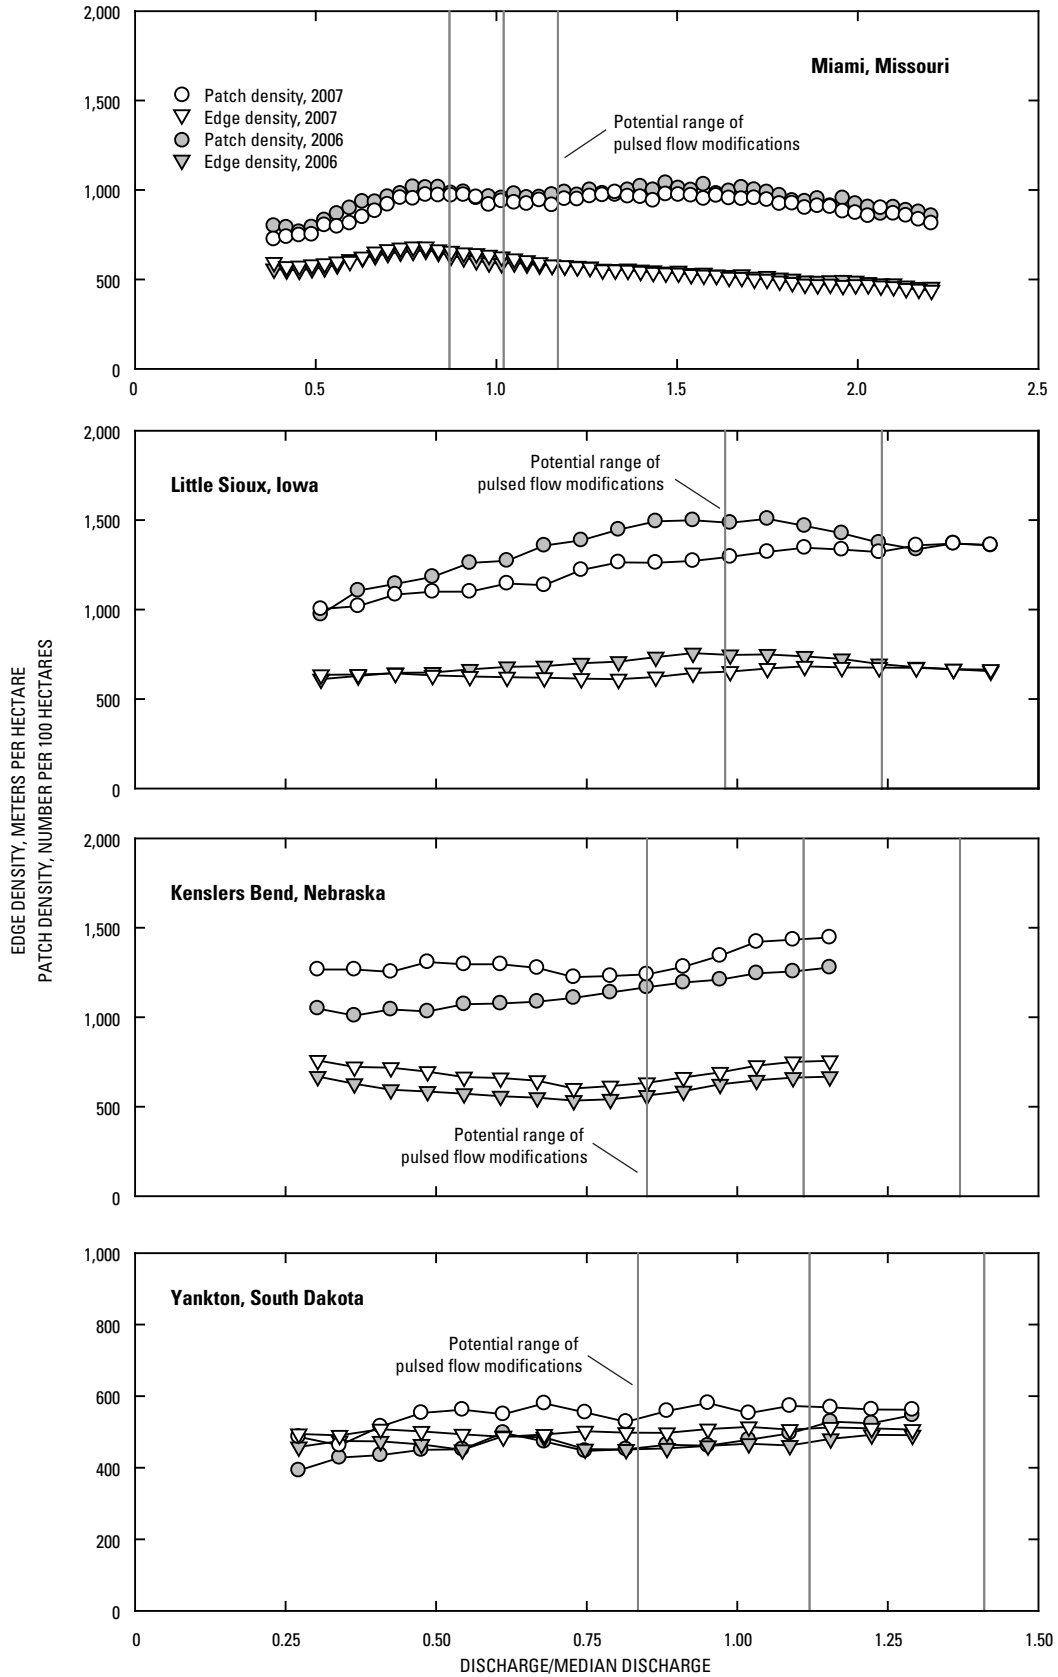 EDGE DENSITY, METERS PER HECTARE
PATCH DENSITY, NUMBER PER 100 HECTARES
2,000
1,500
1,000
500
0
Miami, Missouri
Patch density, 2007
Edge density, 2007
Patch density, 2006
Edge density, 2006
Potential range of
pulsed flow modifications
0 0.5 1.0 1.5 2.0 2.5
2,000
1,500
1,000
500
0
Little Sioux, Iowa
Potential range of
pulsed flow modifications
2,000
1,500
1,000
500
0
Kenslers Bend, Nebraska
Potential range of
pulsed flow modifications
1,000
800
600
400
200
0
Yankton, South Dakota
Potential range of
pulsed flow modifications
0 0.25 0.50 0.75 1.00 1.25 1.50
DISCHARGE/MEDIAN DISCHARGE